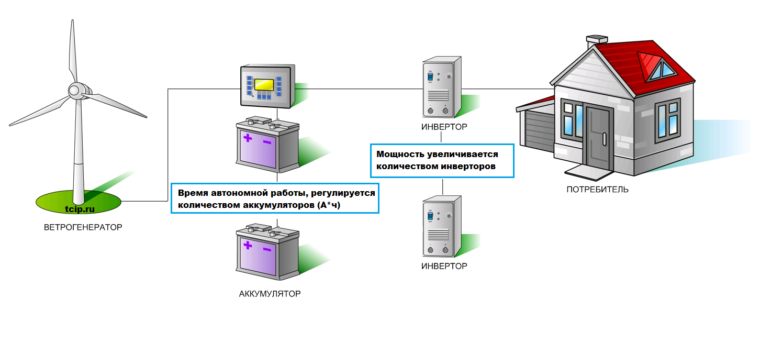 ИНВЕРТОР
Мощность увеличивается
количеством инверторов
Время автономной работы, регулируется
количеством аккумуляторов (А*ч)
ПОТРЕБИТЕЛЬ
tcip.ru
ВЕТРОГЕНЕРАТОР
ИНВЕРТОР
АККУМУЛЯТОР